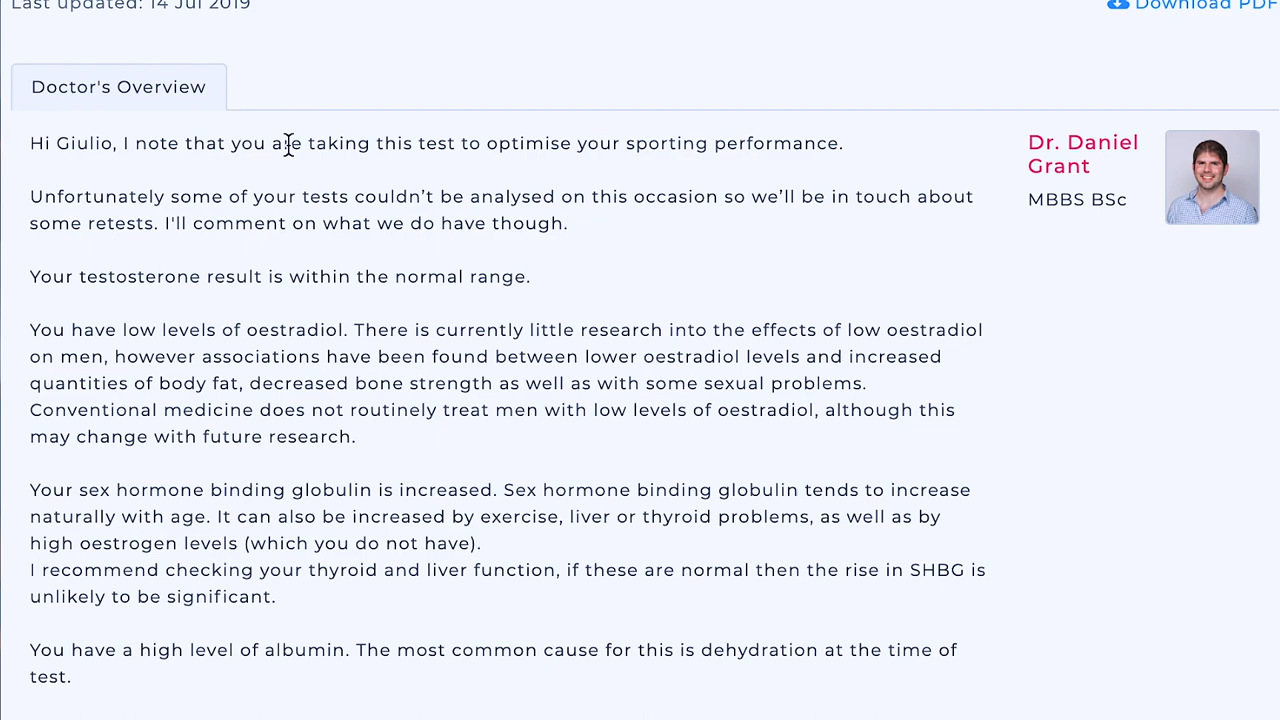 Last updated: 14 Jul 2019
Download PDF
Doctor's Overview
Hi Giulio, I note that you are taking this test to optimise your sporting performance.
Unfortunately some of your tests couldn’t be analysed on this occasion so we’ll be in touch about
some retests. I'll comment on what we do have though.
Your testosterone result is within the normal range.
You have low levels of oestradiol. There is currently little research into the effects of low oestradiol
on men, however associations have been found between lower oestradiol levels and increased
quantities of body fat, decreased bone strength as well as with some sexual problems.
Conventional medicine does not routinely treat men with low levels of oestradiol, although this
may change with future research.
Your sex hormone binding globulin is increased. Sex hormone binding globulin tends to increase
naturally with age. It can also be increased by exercise, liver or thyroid problems, as well as by
high oestrogen levels (which you do not have).
I recommend checking your thyroid and liver function, if these are normal then the rise in SHBG is
unlikely to be significant.
You have a high level of albumin. The most common cause for this is dehydration at the time of
test.
Dr. Daniel
Grant
MBBS BSc